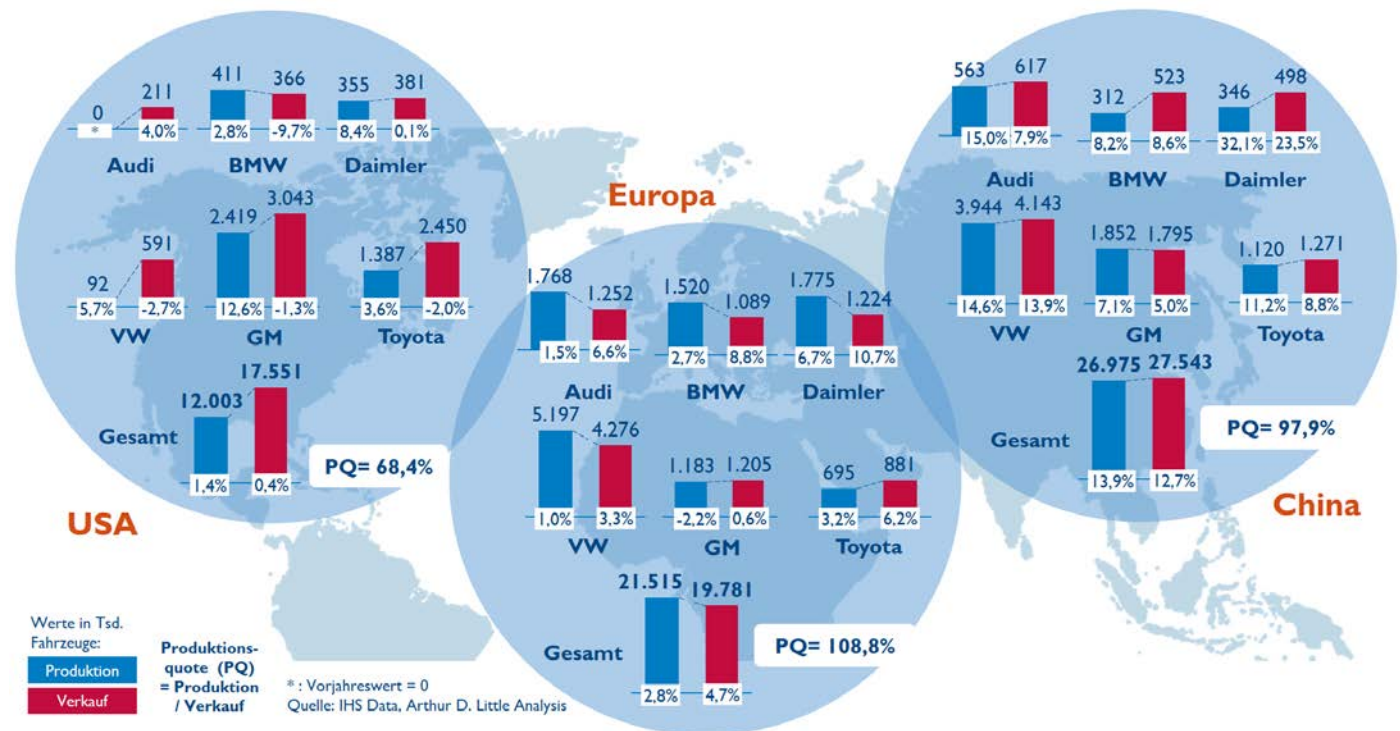 0 211
* 4,0%
Audi
411 366
2,8% -9,7%
BMW
355 381
8,4% 0,1%
Daimler
92 591
5,7% -2,7%
VW
2.419 3.043
12,6% -1,3%
GM
1.387 2.450
3,6% -2,0%
Toyota
12.003 17.551
Gesamt
1,4% 0,4%
PQ= 68,4%
USA
Europa
1.768 1.252
1,5% 6,6%
Audi
1.520 1.089
2,7% 8,8%
BMW
1.775 1.224
6,7% 10,7%
Daimler
5.197 4.276
1,0% 3,3%
VW
1.183 1.205
-2,2% 0,6%
GM
695 881
3,2% 6,2%
Toyota
21.515 19.781
Gesamt
2,8% 4,7%
PQ= 108,8%
563 617
15,0% 7,9%
Audi
312 523
8,2% 8,6%
BMW
346 498
32,1% 23,5%
Daimler
3.944 4.143
14,6% 13,9%
VW
1.852 1.795
7,1% 5,0%
GM
1.120 1.271
11,2% 8,8%
Toyota
26.975 27.543
Gesamt
13,9% 12,7%
PQ= 97,9%
China
Werte in Tsd.
Fahrzeuge:
Produktion
Verkauf
Produktions-
quote (PQ)
= Produktion
/ Verkauf
* : Vorjahreswert = 0
Quelle: IHS Data, Arthur D. Little Analysis